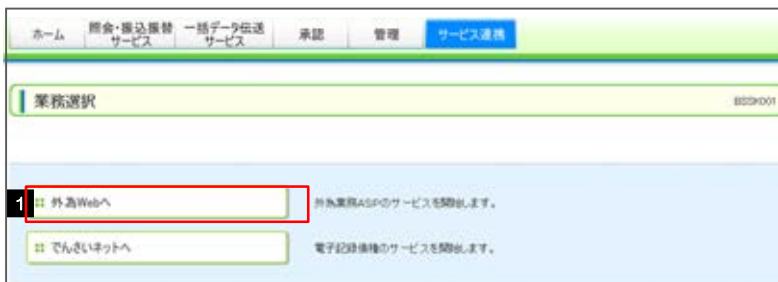 ホーム 照会・振込振替 一括データ伝送 承認 管理 サービス連携
サービス サービス
業務選択 BSSK001
1 外為Webへ 外為業務ASPのサービスを開始します。
でんさいネットへ 電子記録債権のサービスを開始します。